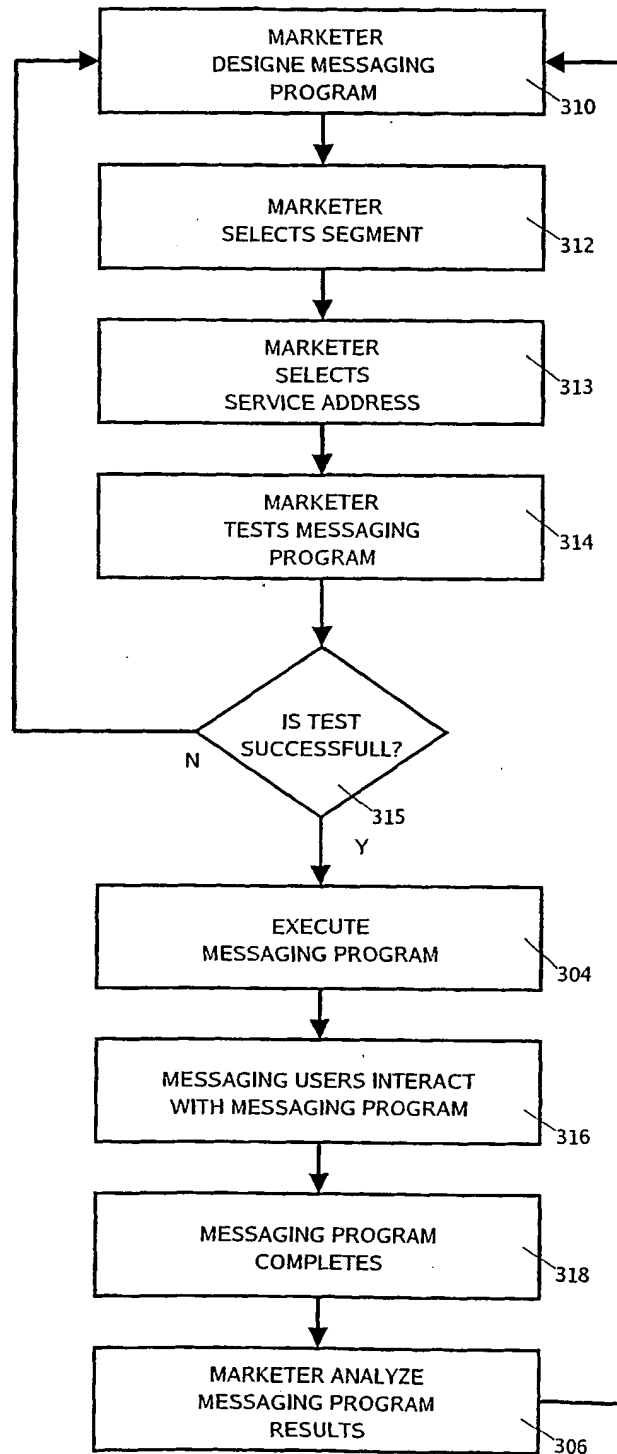 MARKETER
DESIGNE MESSAGING
PROGRAM
310
MARKETER
SELECTS SEGMENT
312
MARKETER
SELECTS
SERVICE ADDRESS
313
MARKETER
TESTS MESSAGING
PROGRAM
314
IS TEST
SUCCESSFULL?
N
315
Y
EXECUTE
MESSAGING PROGRAM
304
MESSAGING USERS INTERACT
WITH MESSAGING PROGRAM
316
MESSAGING PROGRAM
COMPLETES
318
MARKETER ANALYZE
MESSAGING PROGRAM
RESULTS
306